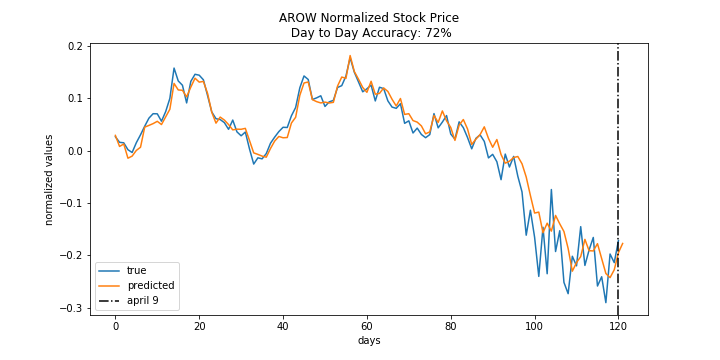 AROW Normalized Stock Price
Day to Day Accuracy: 72%
normalized values
0.2
0.1
0.0
−0.1
−0.2
−0.3
true
predicted
april 9
0
20
40
60
80
100
120
days